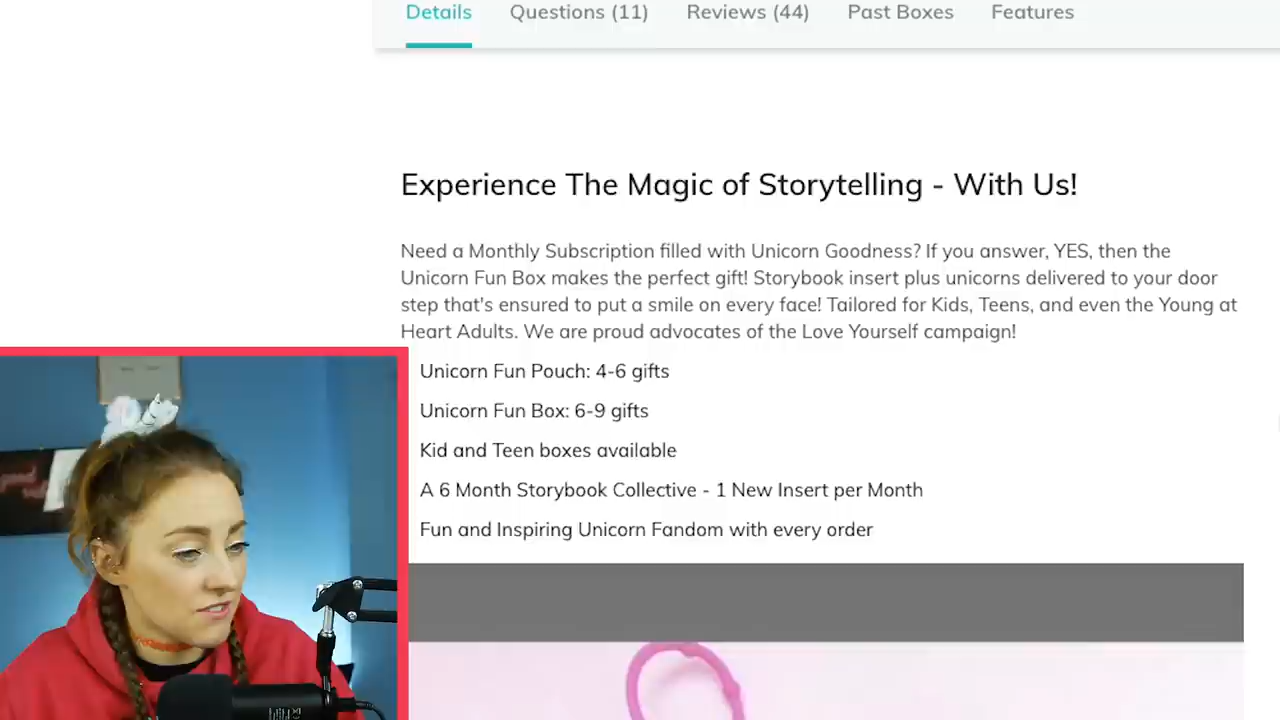 Details Questions (11) Reviews (44) Past Boxes Features
Experience The Magic of Storytelling - With Us!
Need a Monthly Subscription filled with Unicorn Goodness? If you answer, YES, then the
Unicorn Fun Box makes the perfect gift! Storybook insert plus unicorns delivered to your door
step that's ensured to put a smile on every face! Tailored for Kids, Teens, and even the Young at
Heart Adults. We are proud advocates of the Love Yourself campaign!
Unicorn Fun Pouch: 4-6 gifts
Unicorn Fun Box: 6-9 gifts
Kid and Teen boxes available
A 6 Month Storybook Collective - 1 New Insert per Month
Fun and Inspiring Unicorn Fandom with every order